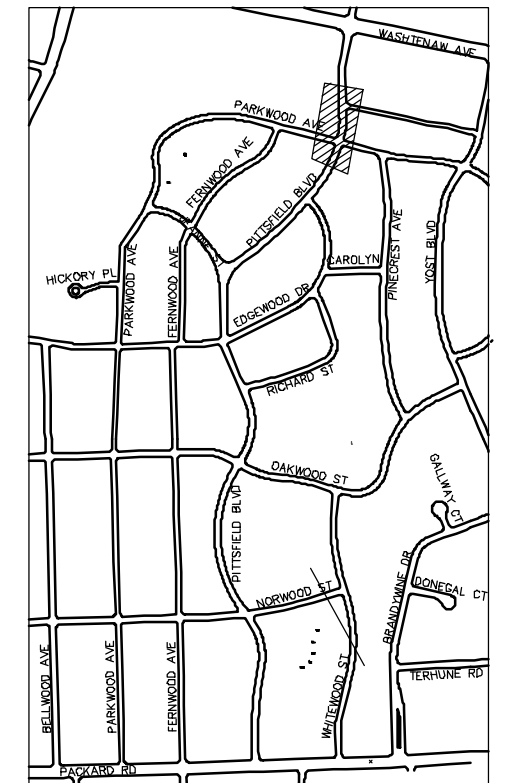 WASHTENAW AVE
PARKWOOD AVE
FERNWOOD AVE
PITTSFIELD BLVD
CAROLYN
PINECREST AVE
YOST BLVD
HICKORY PL
PARKWOOD AVE
FERNWOOD AVE
EDGEWOOD DR
RICHARD ST
OAKWOOD ST
GALLWAY CT
PITTSFIELD BLVD
BRANDYWINE DR
DONEGAL CT
NORWOOD ST
BELLWOOD AVE
PARKWOOD AVE
FERNWOOD AVE
WHITEWOOD ST
TERHUNE RD
PACKARD RD